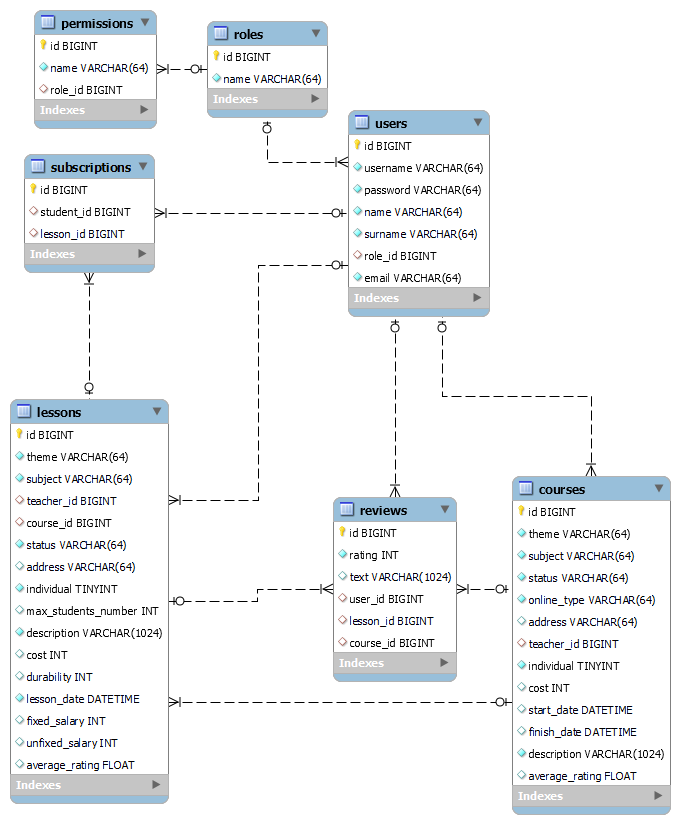 permissions
id BIGINT
name VARCHAR(64)
role_id BIGINT
Indexes
roles
id BIGINT
name VARCHAR(64)
Indexes
users
id BIGINT
username VARCHAR(64)
password VARCHAR(64)
name VARCHAR(64)
surname VARCHAR(64)
role_id BIGINT
email VARCHAR(64)
Indexes
subscriptions
id BIGINT
student_id BIGINT
lesson_id BIGINT
Indexes
lessons
id BIGINT
theme VARCHAR(64)
subject VARCHAR(64)
teacher_id BIGINT
course_id BIGINT
status VARCHAR(64)
address VARCHAR(64)
individual TINYINT
max_students_number INT
description VARCHAR(1024)
cost INT
durability INT
lesson_date DATETIME
fixed_salary INT
unfixed_salary INT
average_rating FLOAT
Indexes
reviews
id BIGINT
rating INT
text VARCHAR(1024)
user_id BIGINT
lesson_id BIGINT
course_id BIGINT
Indexes
courses
id BIGINT
theme VARCHAR(64)
subject VARCHAR(64)
status VARCHAR(64)
online_type VARCHAR(64)
address VARCHAR(64)
teacher_id BIGINT
individual TINYINT
cost INT
start_date DATETIME
finish_date DATETIME
description VARCHAR(1024)
average_rating FLOAT
Indexes